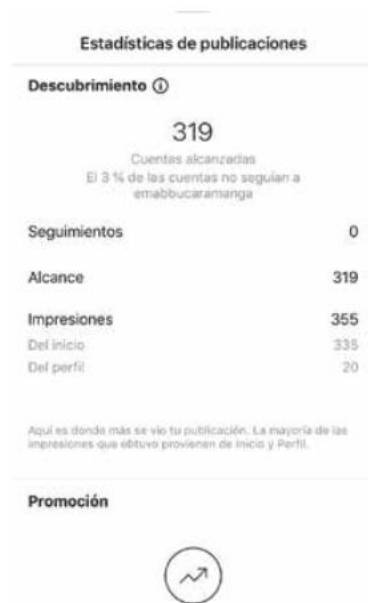 Estadísticas de publicaciones
Descubrimiento
319
Cuentas alcanzadas
El 3 % de las cuentas no seguían a
emabbucaramanga
Seguimientos 0
Alcance 319
Impresiones 355
Del inicio 335
Del perfil 20
Aquí es donde más se vio tu publicación. La mayoría de las
impresiones que obtuvo provienen de Inicio y Perfil.
Promoción